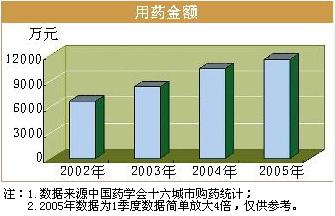 用药金额
万元
12000
9000
6000
3000
0
2002年 2003年 2004年 2005年
注：1.数据来源中国药学会十六城市购药统计；
2.2005年数据为1季度数据简单放大4倍，仅供参考。